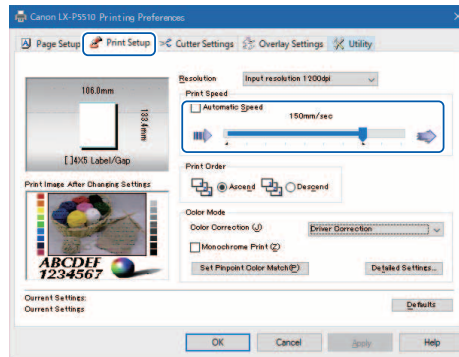 Canon LX-P5510 Printing Preferences
Page Setup Print Setup Cutter Settings Overlay Settings Utility
Resolution Input resolution 1200dpi
Print Speed
Automatic Speed
150mm/sec
106.0mm
138.4mm
[ ]4X5 Label/Gap
Print Order
Ascend Descend
Print Image After Changing Settings
ABCDEF
1234567
Color Mode
Color Correction (J) Driver Correction
Monochrome Print (Z)
Set Pinpoint Color Match(P) Detailed Settings...
Current Settings:
Current Settings
Defaults
OK Cancel Apply Help